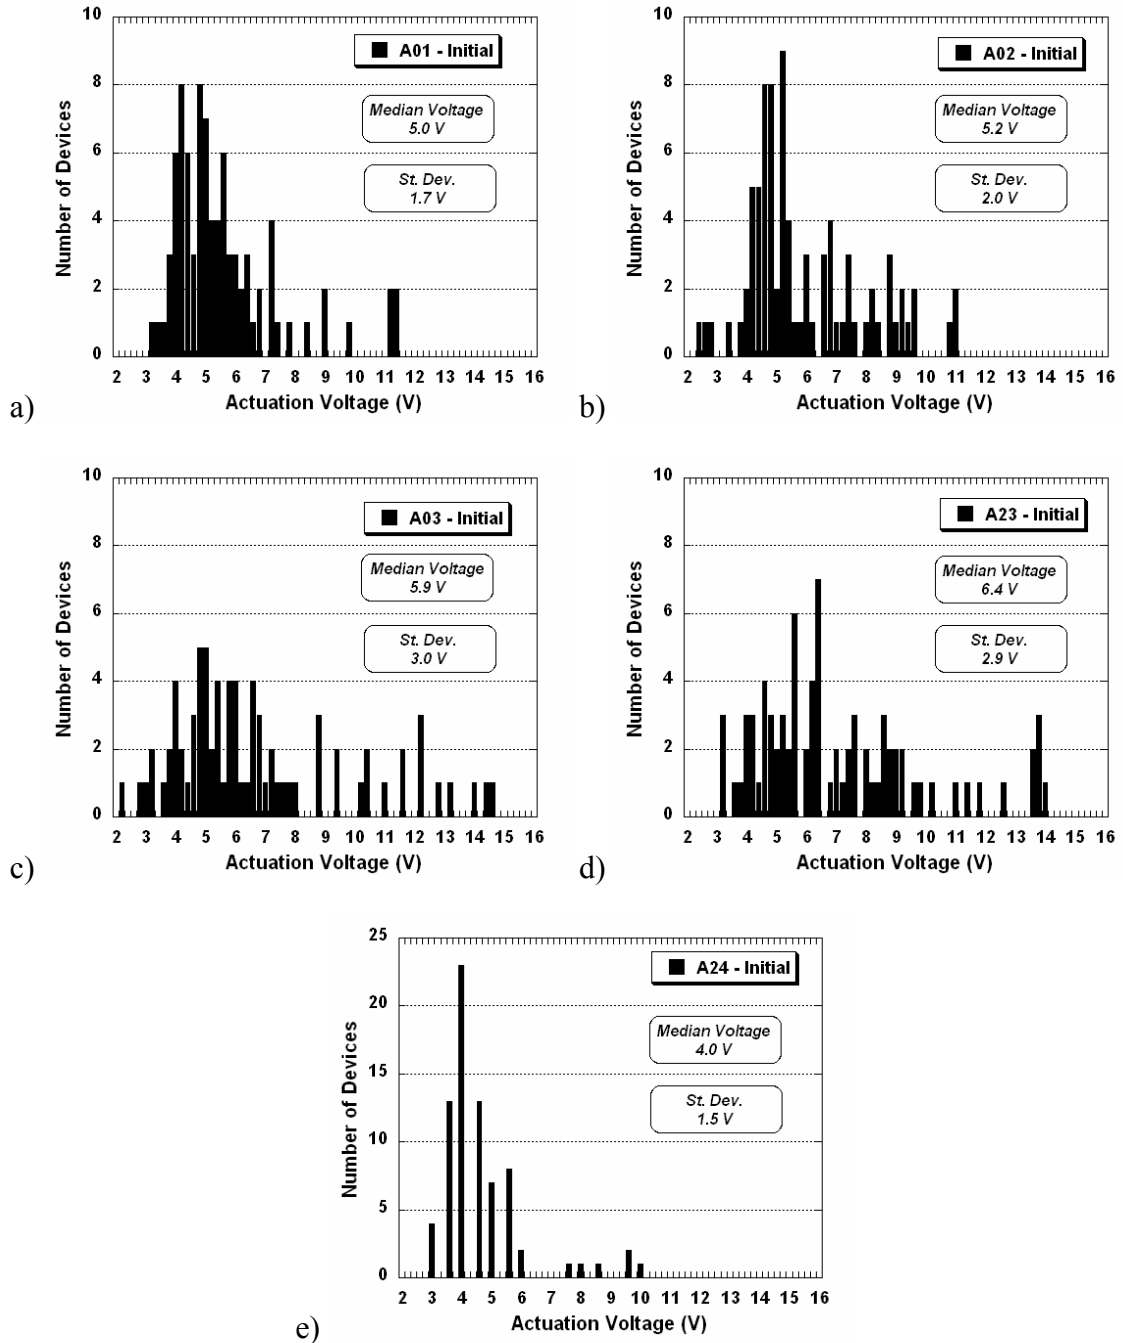 10
8
6
4
2
0
Number of Devices
A01 - Initial
Median Voltage
5.0 V
St. Dev.
1.7 V
2 3 4 5 6 7 8 9 10 11 12 13 14 15 16
Actuation Voltage (V)
a)
10
8
6
4
2
0
Number of Devices
A02 - Initial
Median Voltage
5.2 V
St. Dev.
2.0 V
2 3 4 5 6 7 8 9 10 11 12 13 14 15 16
Actuation Voltage (V)
b)
10
8
6
4
2
0
Number of Devices
A03 - Initial
Median Voltage
5.9 V
St. Dev.
3.0 V
2 3 4 5 6 7 8 9 10 11 12 13 14 15 16
Actuation Voltage (V)
c)
10
8
6
4
2
0
Number of Devices
A23 - Initial
Median Voltage
6.4 V
St. Dev.
2.9 V
2 3 4 5 6 7 8 9 10 11 12 13 14 15 16
Actuation Voltage (V)
d)
25
20
15
10
5
0
Number of Devices
A24 - Initial
Median Voltage
4.0 V
St. Dev.
1.5 V
2 3 4 5 6 7 8 9 10 11 12 13 14 15 16
Actuation Voltage (V)
e)